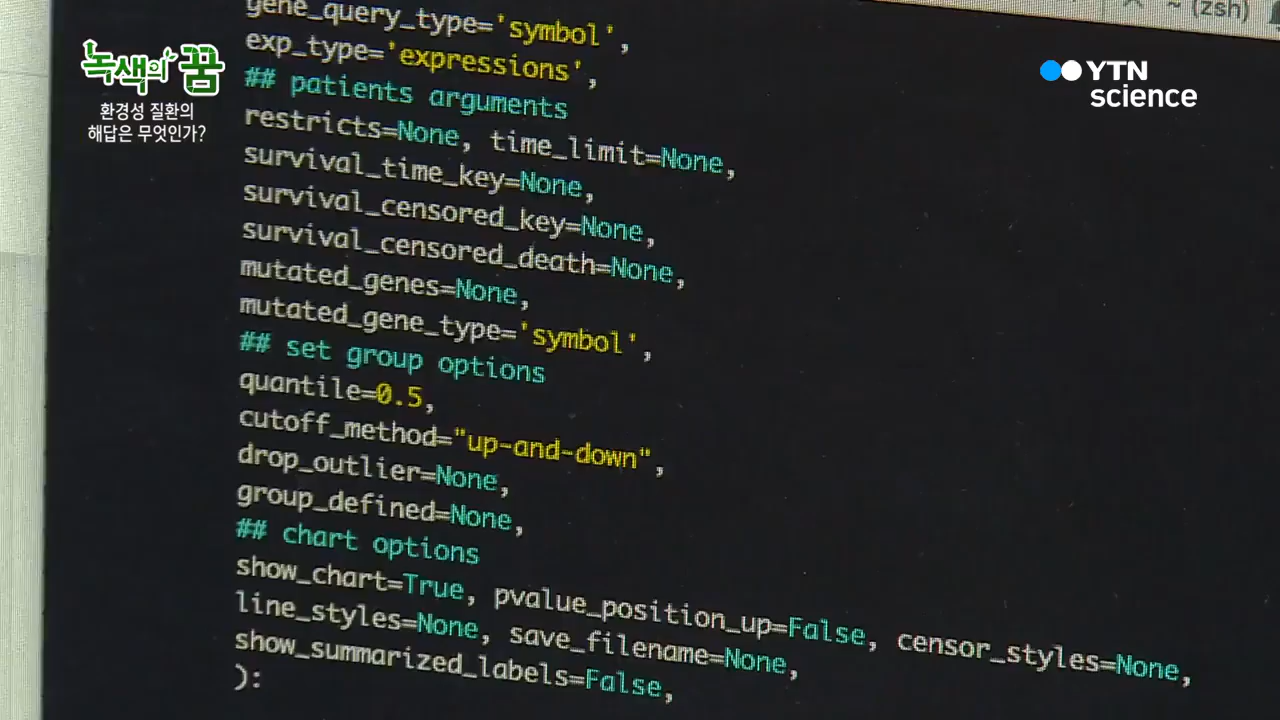 gene_query_type='symbol',
exp_type='expressions',
## patients arguments
restricts=None, time_limit=None,
survival_time_key=None,
survival_censored_key=None,
survival_censored_death=None,
mutated_genes=None,
mutated_gene_type='symbol',
## set group options
quantile=0.5,
cutoff_method="up-and-down",
drop_outlier=None,
group_defined=None,
## chart options
show_chart=True, pvalue_position_up=False, censor_styles=None,
line_styles=None, save_filename=None,
show_summarized_labels=False,
):
~ (zsh)
녹색의 꿈
환경성 질환의
해답은 무엇인가?
YTN
science